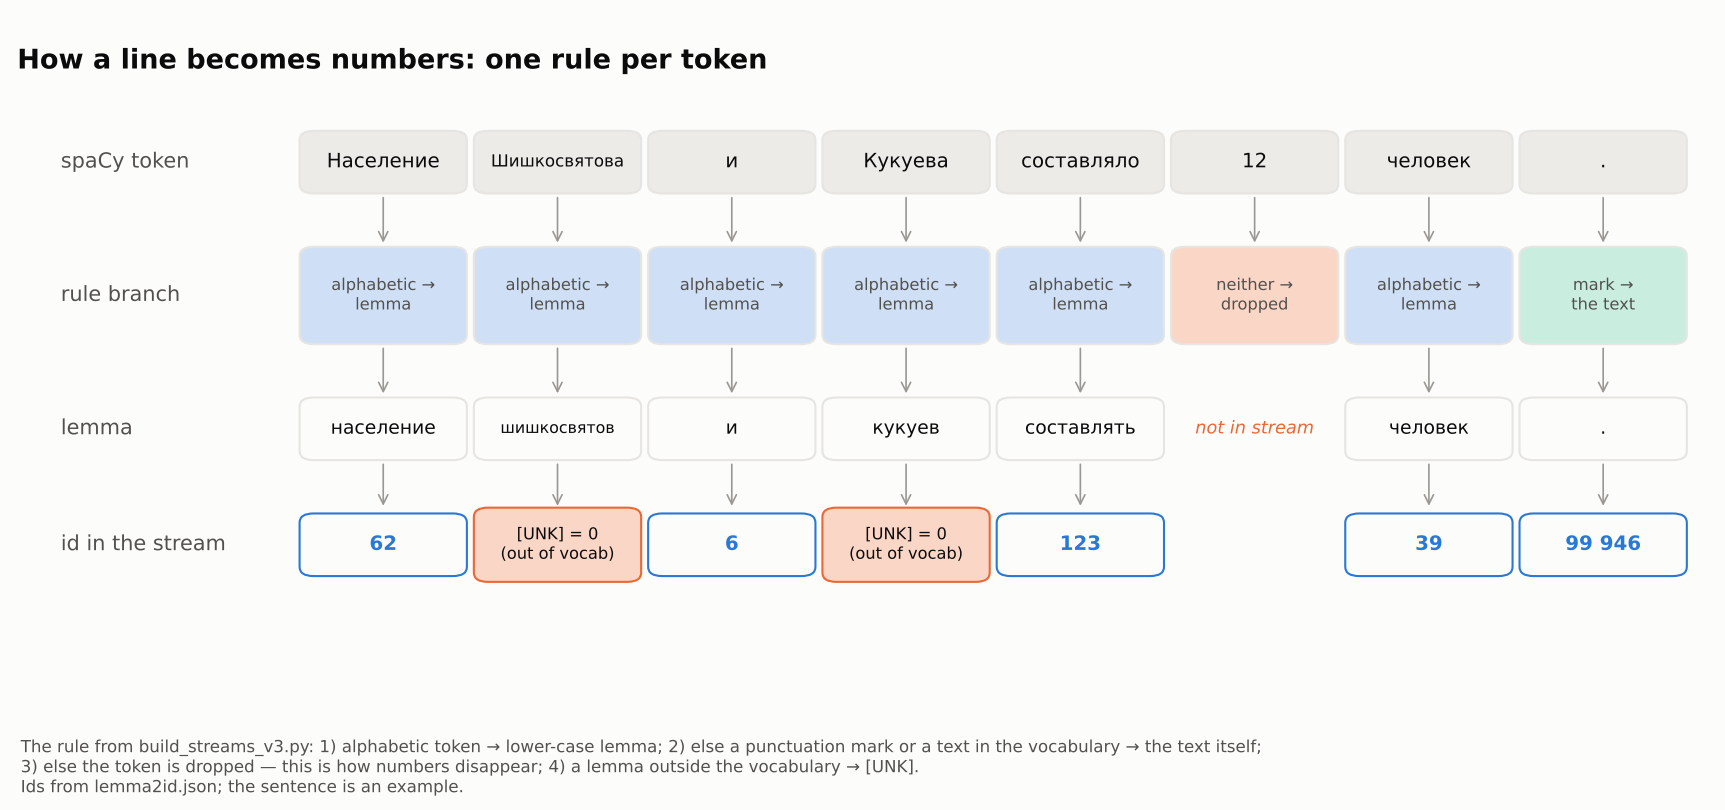 How a line becomes numbers: one rule per token
spaCy token
Население
Шишкосвятова
и
Кукуева
составляло
12
человек
.
rule branch
alphabetic →
lemma
alphabetic →
lemma
alphabetic →
lemma
alphabetic →
lemma
alphabetic →
lemma
neither →
dropped
alphabetic →
lemma
mark →
the text
lemma
население
шишкосвятов
и
кукуев
составлять
not in stream
человек
.
id in the stream
62
[UNK] = 0
(out of vocab)
6
[UNK] = 0
(out of vocab)
123
39
99 946
The rule from build_streams_v3.py: 1) alphabetic token → lower-case lemma; 2) else a punctuation mark or a text in the vocabulary → the text itself;
3) else the token is dropped — this is how numbers disappear; 4) a lemma outside the vocabulary → [UNK].
Ids from lemma2id.json; the sentence is an example.